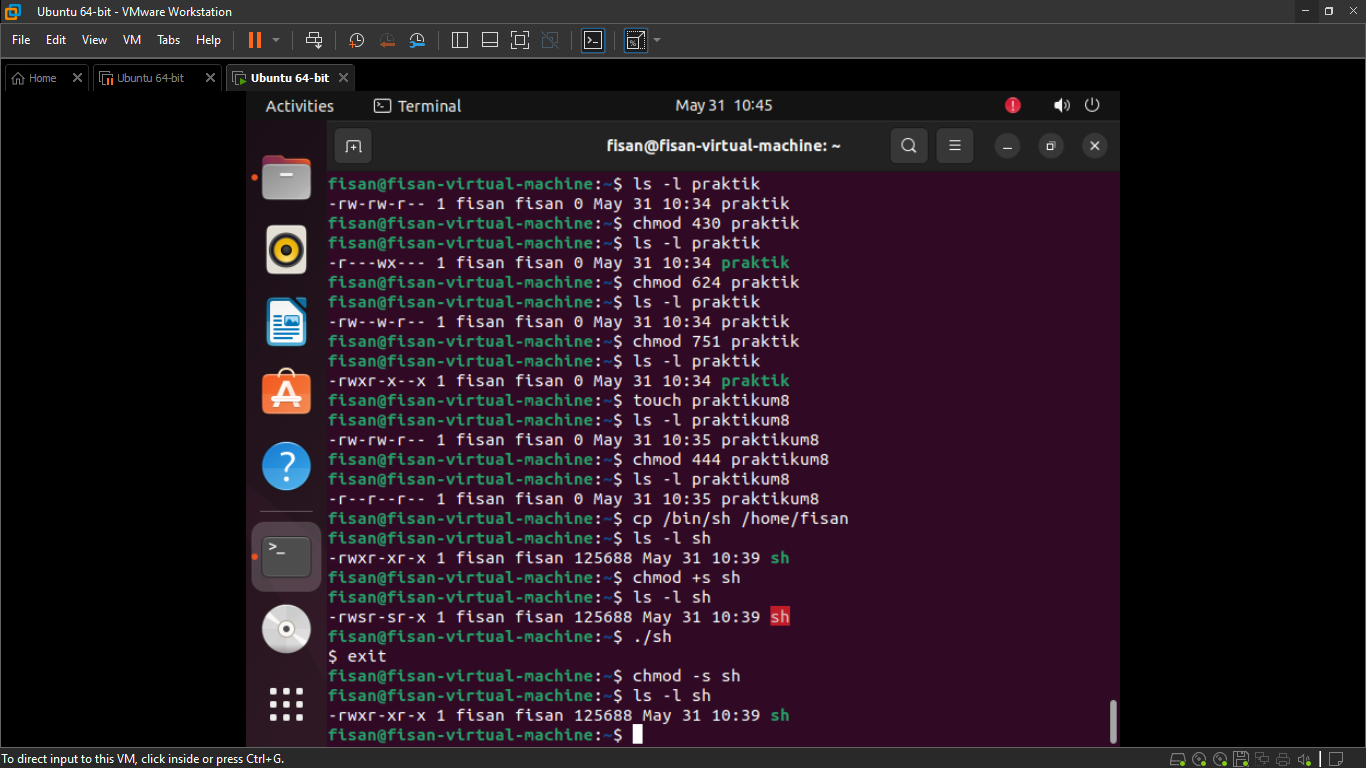 Ubuntu 64-bit - VMware Workstation
File Edit View VM Tabs Help
Home Ubuntu 64-bit Ubuntu 64-bit
Activities Terminal May 31 10:45
fisan@fisan-virtual-machine: ~
fisan@fisan-virtual-machine:~$ ls -l praktik
-rw-rw-r-- 1 fisan fisan 0 May 31 10:34 praktik
fisan@fisan-virtual-machine:~$ chmod 430 praktik
fisan@fisan-virtual-machine:~$ ls -l praktik
-r---wx--- 1 fisan fisan 0 May 31 10:34 praktik
fisan@fisan-virtual-machine:~$ chmod 624 praktik
fisan@fisan-virtual-machine:~$ ls -l praktik
-rw--w-r-- 1 fisan fisan 0 May 31 10:34 praktik
fisan@fisan-virtual-machine:~$ chmod 751 praktik
fisan@fisan-virtual-machine:~$ ls -l praktik
-rwxr-x--x 1 fisan fisan 0 May 31 10:34 praktik
fisan@fisan-virtual-machine:~$ touch praktikum8
fisan@fisan-virtual-machine:~$ ls -l praktikum8
-rw-rw-r-- 1 fisan fisan 0 May 31 10:35 praktikum8
fisan@fisan-virtual-machine:~$ chmod 444 praktikum8
fisan@fisan-virtual-machine:~$ ls -l praktikum8
-r--r--r-- 1 fisan fisan 0 May 31 10:35 praktikum8
fisan@fisan-virtual-machine:~$ cp /bin/sh /home/fisan
fisan@fisan-virtual-machine:~$ ls -l sh
-rwxr-xr-x 1 fisan fisan 125688 May 31 10:39 sh
fisan@fisan-virtual-machine:~$ chmod +s sh
fisan@fisan-virtual-machine:~$ ls -l sh
-rwsr-sr-x 1 fisan fisan 125688 May 31 10:39 sh
fisan@fisan-virtual-machine:~$ ./sh
$ exit
fisan@fisan-virtual-machine:~$ chmod -s sh
fisan@fisan-virtual-machine:~$ ls -l sh
-rwxr-xr-x 1 fisan fisan 125688 May 31 10:39 sh
fisan@fisan-virtual-machine:~$
To direct input to this VM, click inside or press Ctrl+G.